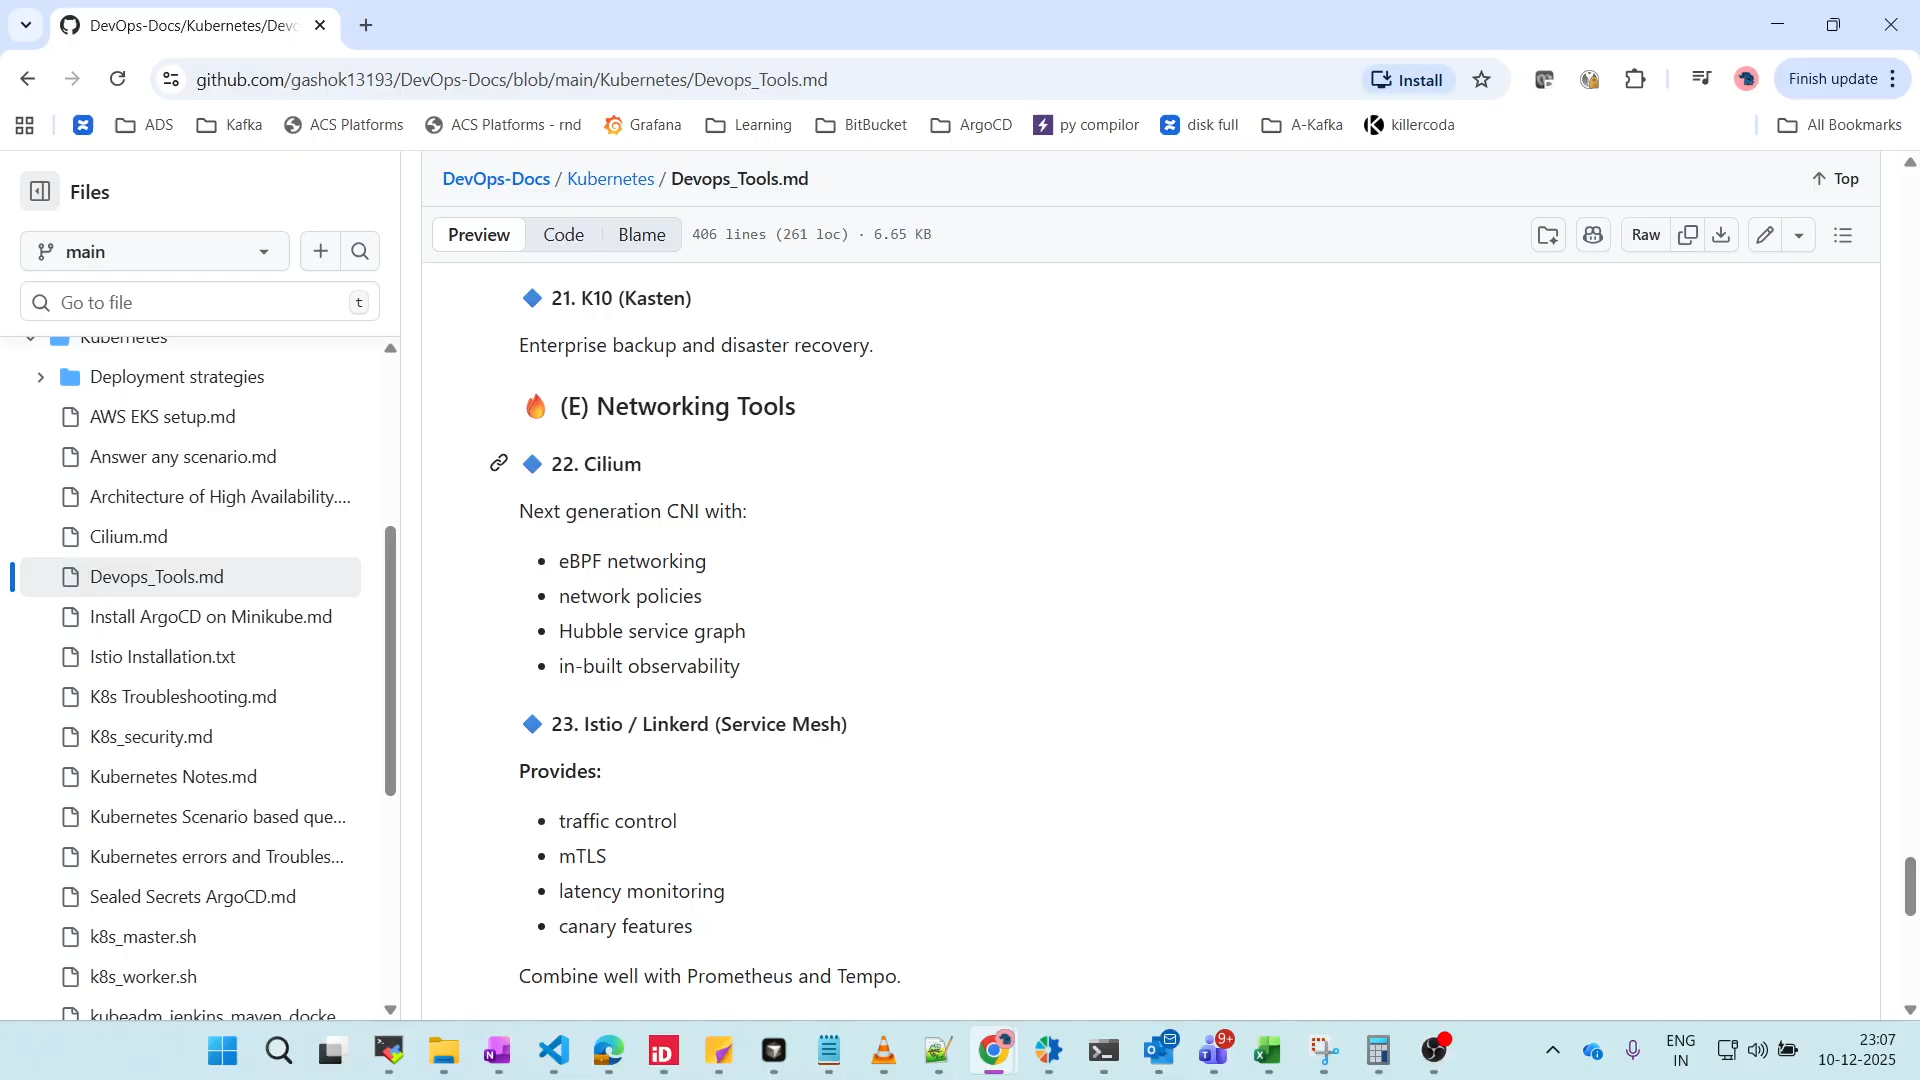 DevOps-Docs/Kubernetes/Devo
github.com/gashok13193/DevOps-Docs/blob/main/Kubernetes/Devops_Tools.md
Install
Finish update
ADS
Kafka
ACS Platforms
ACS Platforms - rnd
Grafana
Learning
BitBucket
ArgoCD
py compilor
disk full
A-Kafka
killercoda
All Bookmarks
Files
main
Go to file
t
Kubernetes
Deployment strategies
AWS EKS setup.md
Answer any scenario.md
Architecture of High Availability....
Cilium.md
Devops_Tools.md
Install ArgoCD on Minikube.md
Istio Installation.txt
K8s Troubleshooting.md
K8s_security.md
Kubernetes Notes.md
Kubernetes Scenario based que...
Kubernetes errors and Troubles...
Sealed Secrets ArgoCD.md
k8s_master.sh
k8s_worker.sh
kubeadm_jenkins_maven_docke
DevOps-Docs / Kubernetes / Devops_Tools.md
Top
Preview
Code
Blame
406 lines (261 loc) · 6.65 KB
Raw
21. K10 (Kasten)
Enterprise backup and disaster recovery.
(E) Networking Tools
22. Cilium
Next generation CNI with:
• eBPF networking
• network policies
• Hubble service graph
• in-built observability
23. Istio / Linkerd (Service Mesh)
Provides:
• traffic control
• mTLS
• latency monitoring
• canary features
Combine well with Prometheus and Tempo.
iD
9+
ENG
IN
23:07
10-12-2025